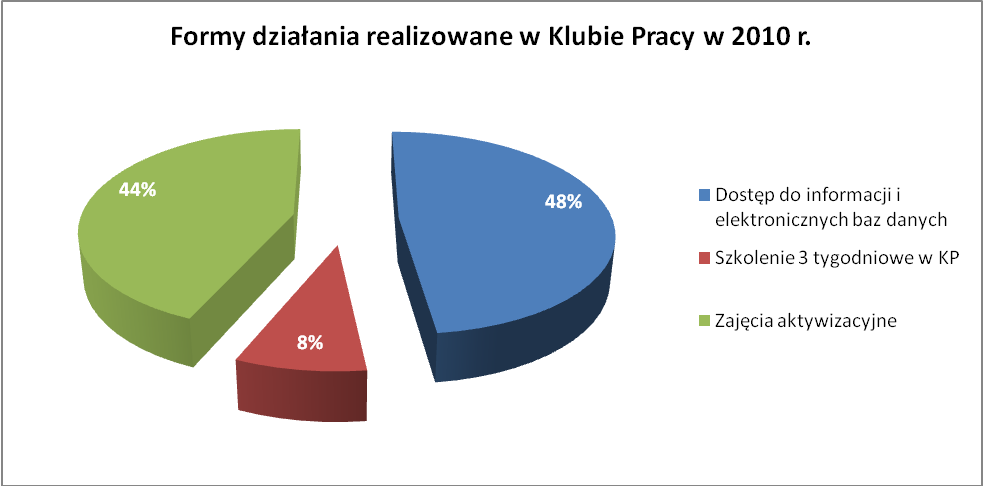 Formy działania realizowane w Klubie Pracy w 2010 r.
44%
48%
8%
Dostęp do informacji i
elektronicznych baz danych
Szkolenie 3 tygodniowe w KP
Zajęcia aktywizacyjne